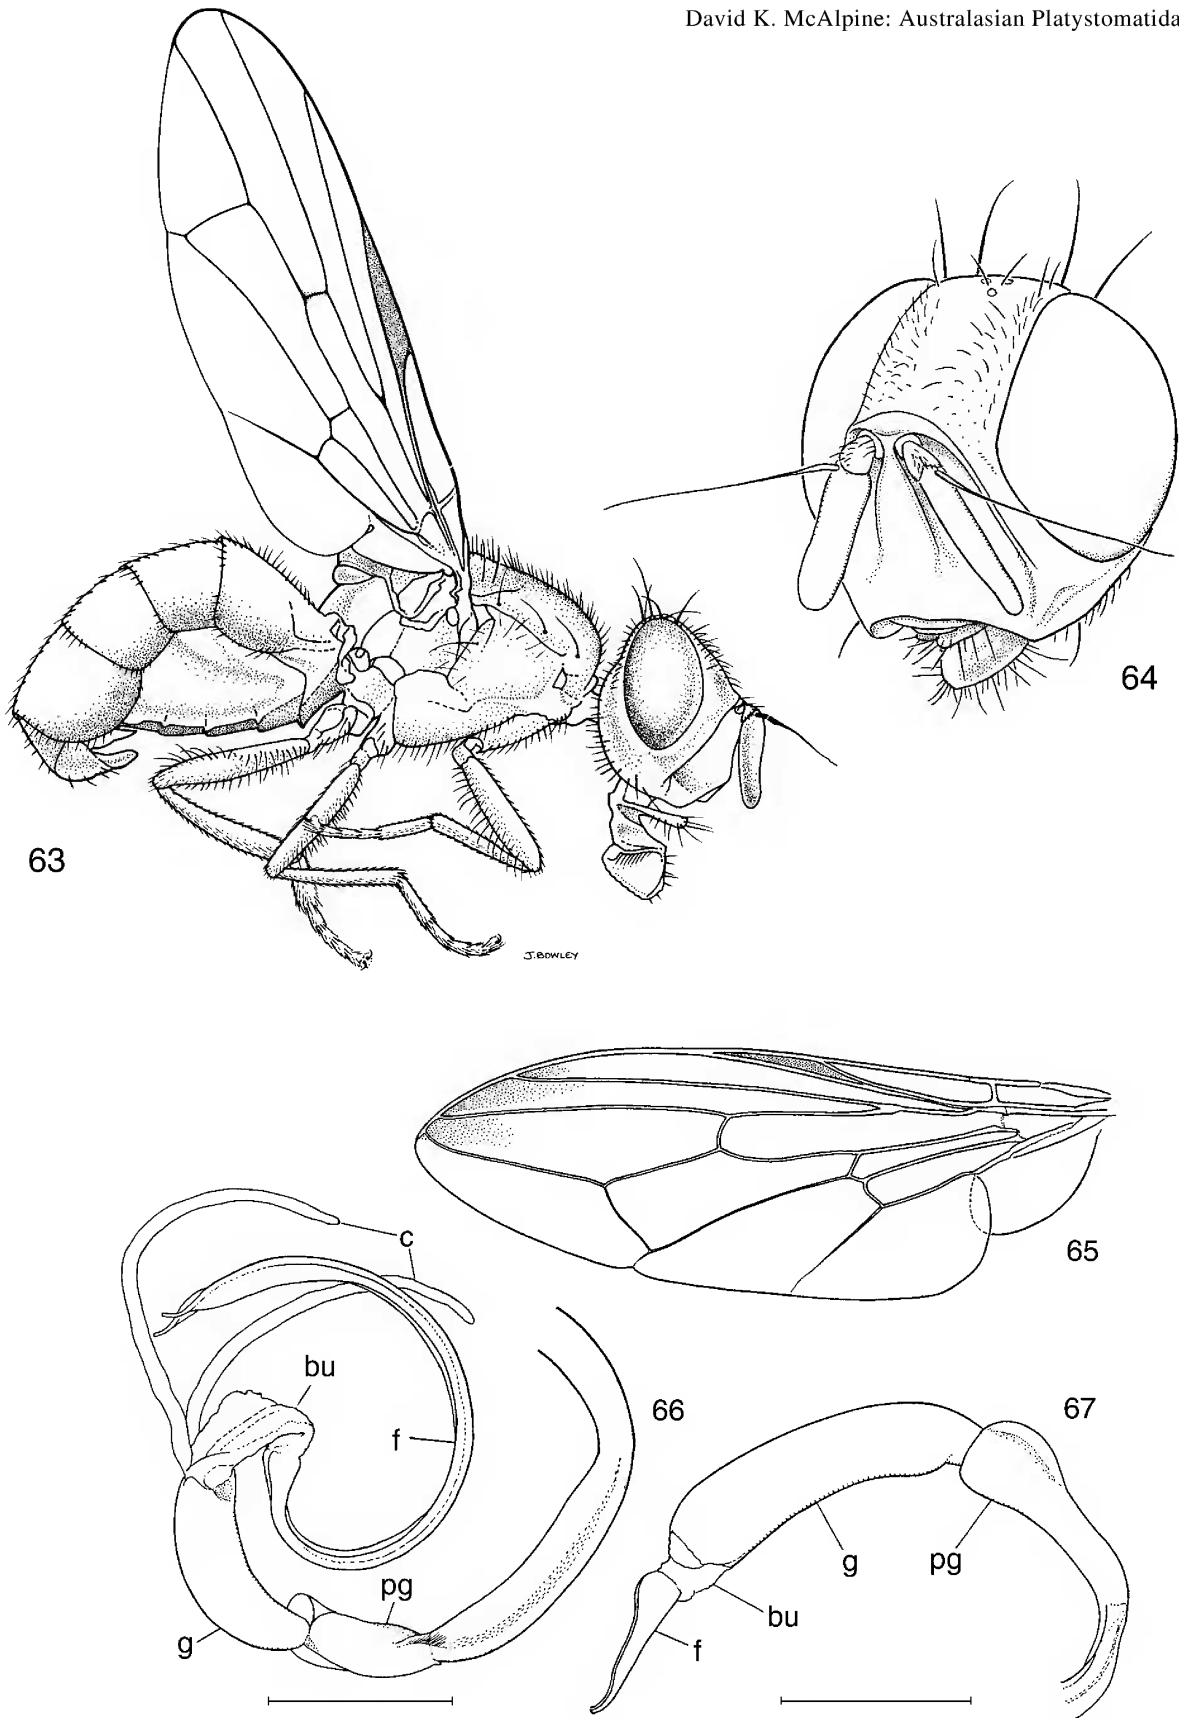 David K. McAlpine: Australasian Platystomatida
64
63
J. BOWLEY
65
c
bu
66
67
f
pg
g
pg
g
bu
f